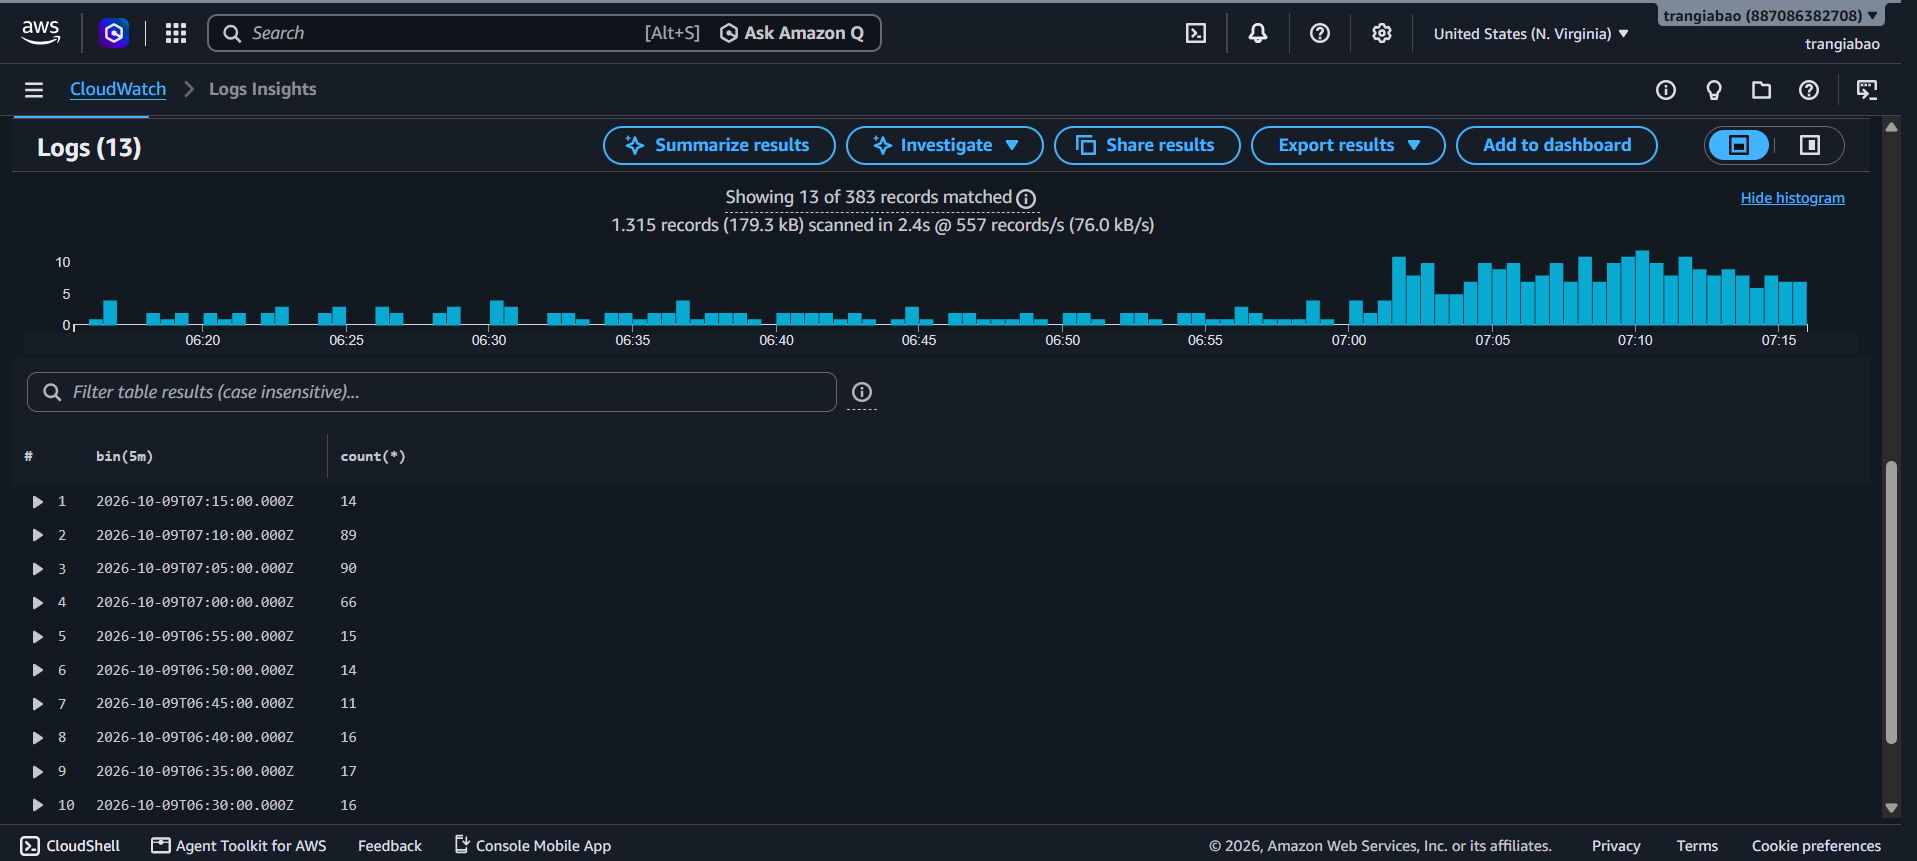 trangiabao (887086382708)
aws
Search [Alt+S] Ask Amazon Q
United States (N. Virginia)
trangiabao
CloudWatch Logs Insights
Logs (13)
Summarize results Investigate Share results Export results Add to dashboard
Showing 13 of 383 records matched
Hide histogram
1.315 records (179.3 kB) scanned in 2.4s @ 557 records/s (76.0 kB/s)
10
5
0
06:20 06:25 06:30 06:35 06:40 06:45 06:50 06:55 07:00 07:05 07:10 07:15
Filter table results (case insensitive)...
# bin(5m) count(*)
1 2026-10-09T07:15:00.000Z 14
2 2026-10-09T07:10:00.000Z 89
3 2026-10-09T07:05:00.000Z 90
4 2026-10-09T07:00:00.000Z 66
5 2026-10-09T06:55:00.000Z 15
6 2026-10-09T06:50:00.000Z 14
7 2026-10-09T06:45:00.000Z 11
8 2026-10-09T06:40:00.000Z 16
9 2026-10-09T06:35:00.000Z 17
10 2026-10-09T06:30:00.000Z 16
CloudShell Agent Toolkit for AWS Feedback Console Mobile App © 2026, Amazon Web Services, Inc. or its affiliates. Privacy Terms Cookie preferences